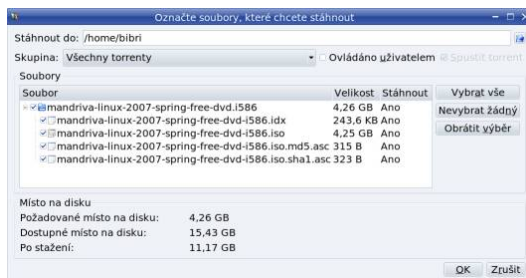 Označte soubory, které chcete stáhnout
Stáhnout do: /home/bibri
Skupina: Všechny torrenty Ovládáno uživatelem Spustit torrent
Soubory
Soubor Velikost Stáhnout
mandriva-linux-2007-spring-free-dvd.i586 4,26 GB Ano
mandriva-linux-2007-spring-free-dvd-i586.idx 243,6 KB Ano
mandriva-linux-2007-spring-free-dvd-i586.iso 4,25 GB Ano
mandriva-linux-2007-spring-free-dvd-i586.iso.md5.asc 315 B Ano
mandriva-linux-2007-spring-free-dvd-i586.iso.sha1.asc 323 B Ano
Vybrat vše
Nevybrat žádný
Obrátit výběr
Místo na disku
Požadované místo na disku: 4,26 GB
Dostupné místo na disku: 15,43 GB
Po stažení: 11,17 GB
OK Zrušit